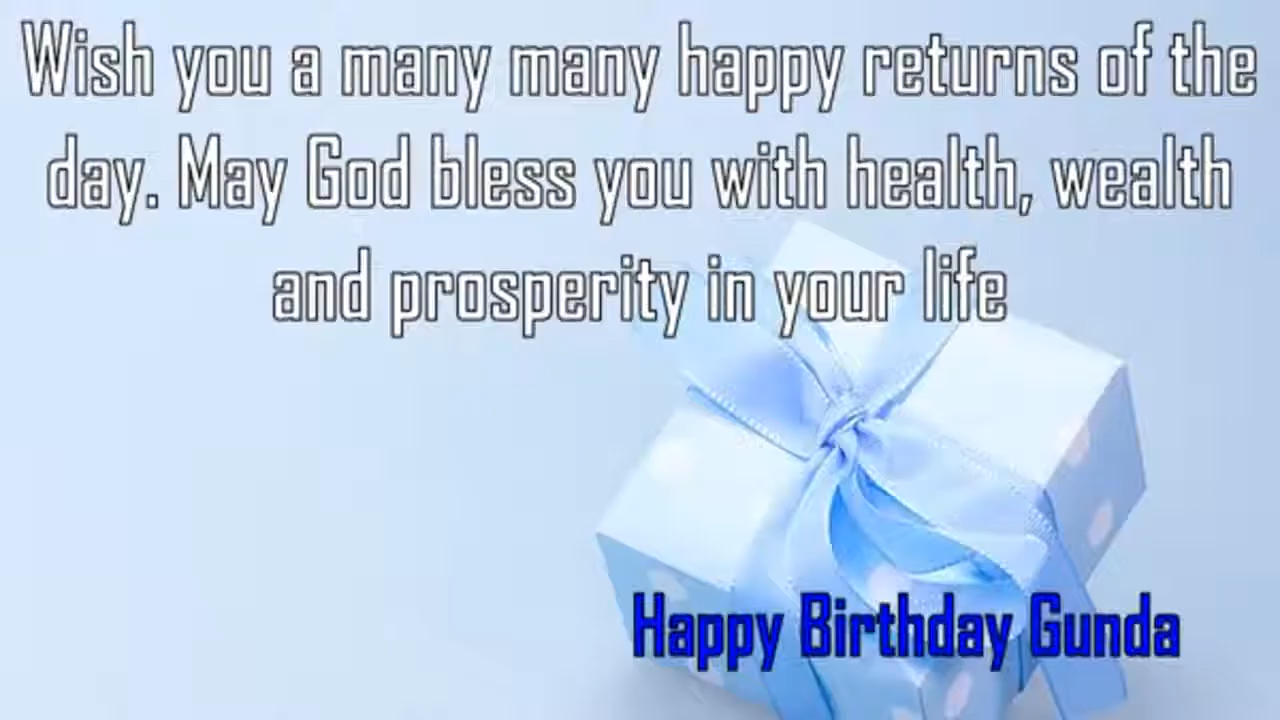 Wish you a many many happy returns of the
day. May God bless you with health, wealth
and prosperity in your life
Happy Birthday Gunda